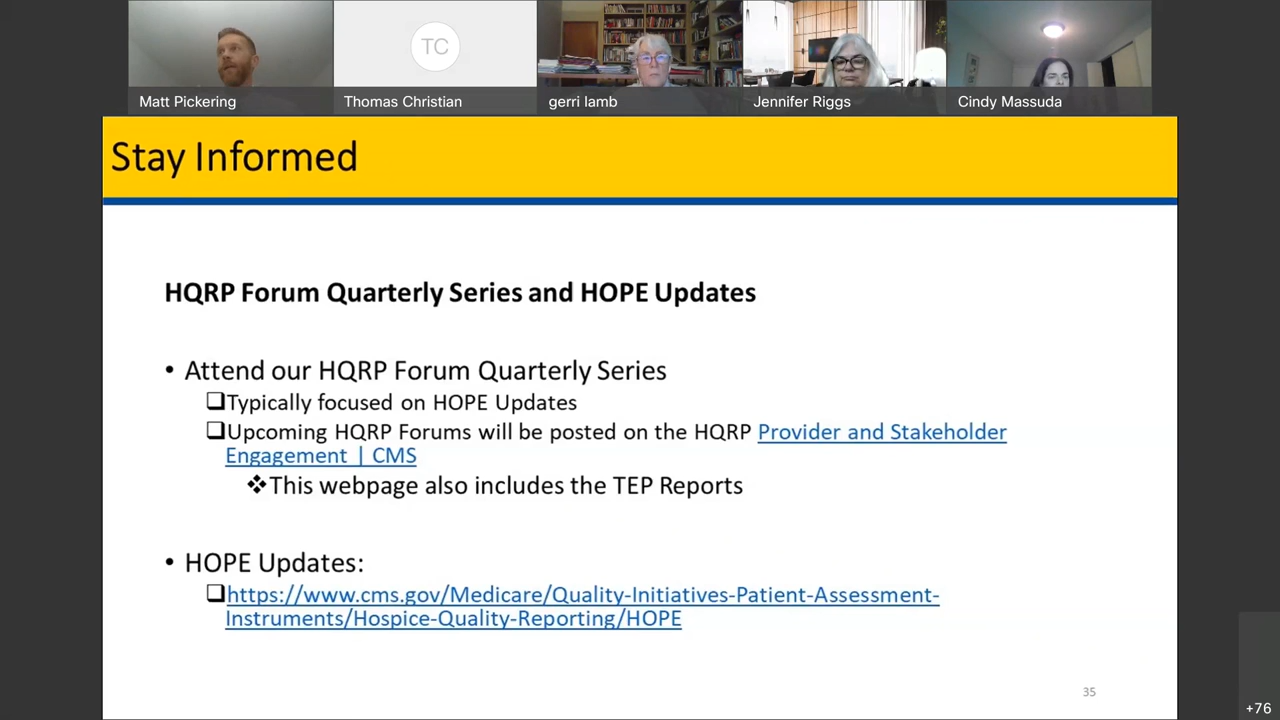 TC
Matt Pickering
Thomas Christian
gerri lamb
Jennifer Riggs
Cindy Massuda
Stay Informed
HQRP Forum Quarterly Series and HOPE Updates
• Attend our HQRP Forum Quarterly Series
❑Typically focused on HOPE Updates
❑Upcoming HQRP Forums will be posted on the HQRP Provider and Stakeholder
Engagement | CMS
❖This webpage also includes the TEP Reports
• HOPE Updates:
❑https://www.cms.gov/Medicare/Quality-Initiatives-Patient-Assessment-
Instruments/Hospice-Quality-Reporting/HOPE
35
+76